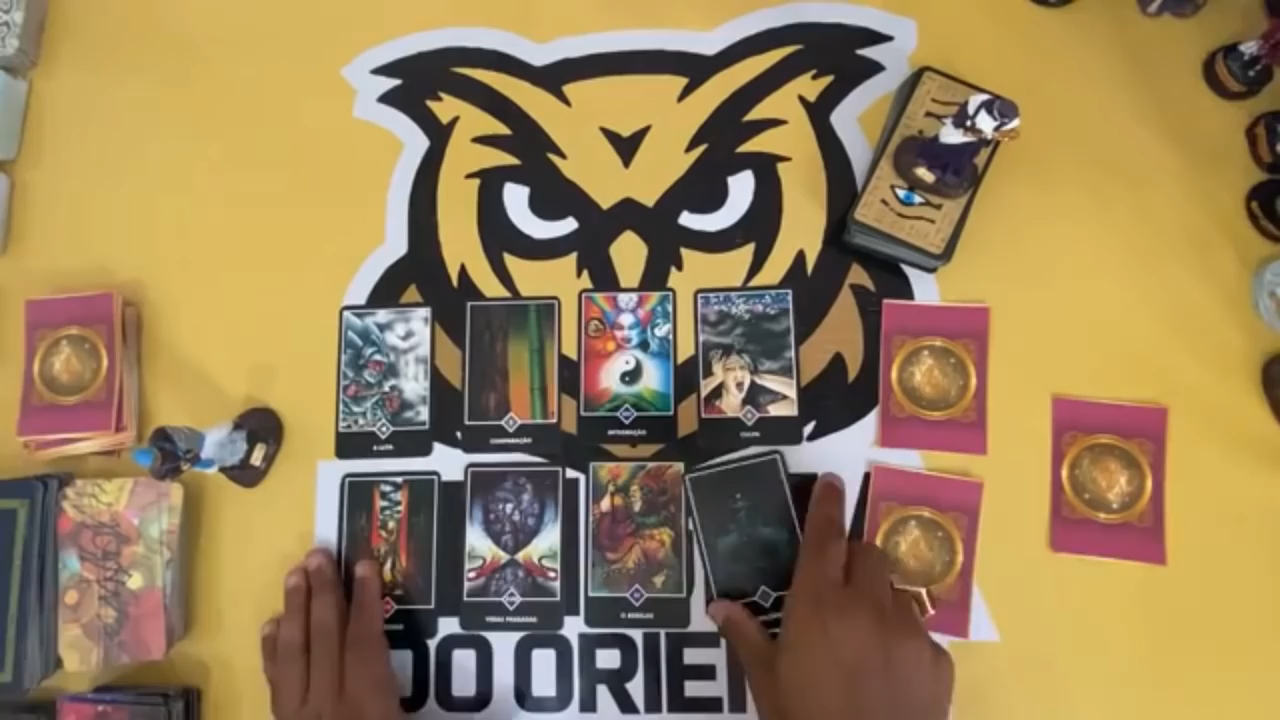 A LUTA
COMPARAÇÃO
INTEGRAÇÃO
CULPA
VIDAS PASSADAS
O REBELDE
DO ORIEN